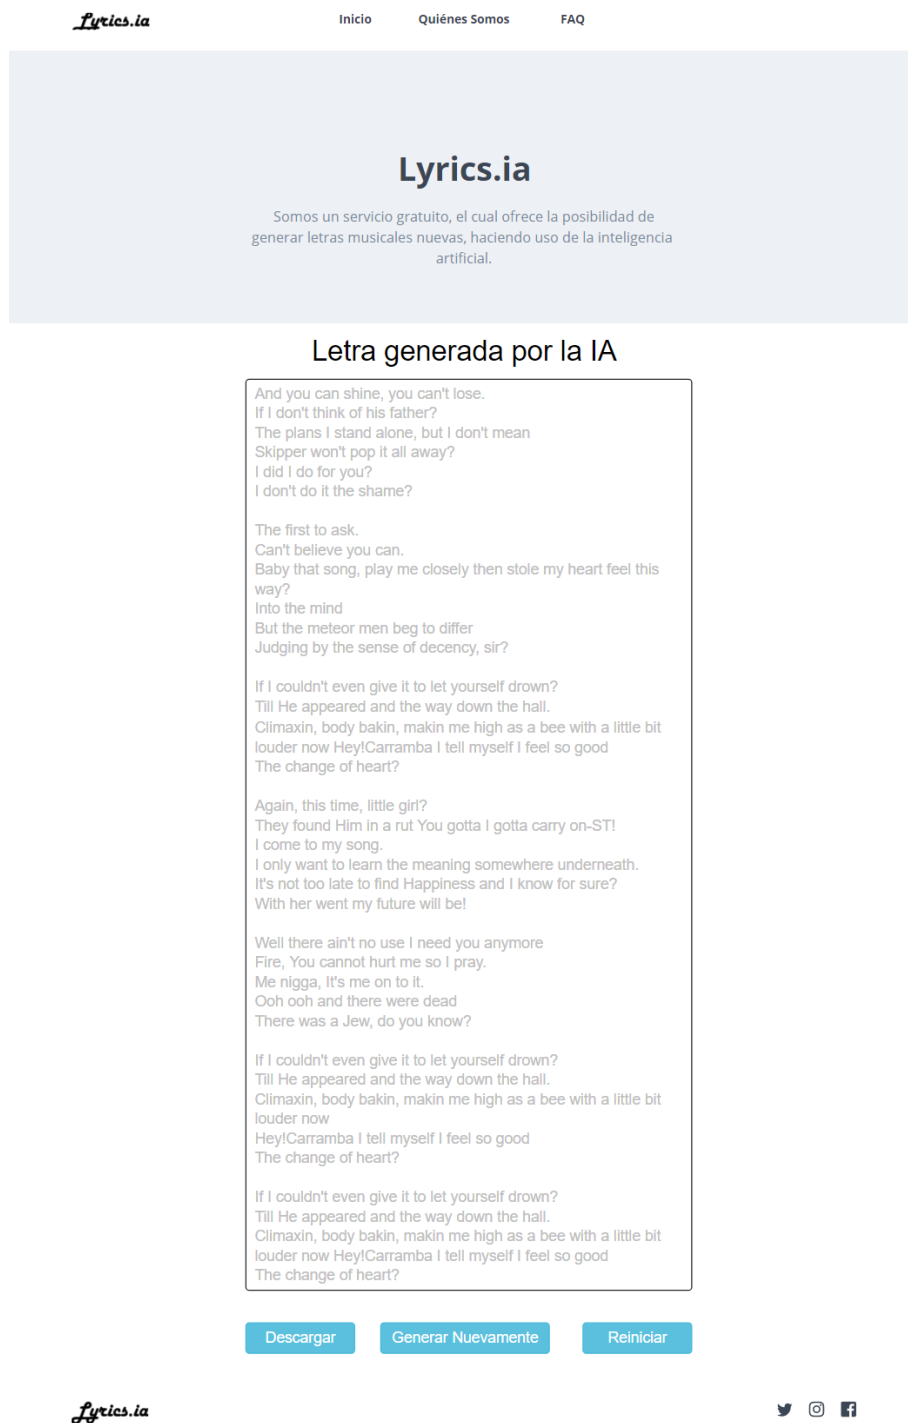 Lyrics.ia
Inicio Quiénes Somos FAQ
Lyrics.ia
Somos un servicio gratuito, el cual ofrece la posibilidad de
generar letras musicales nuevas, haciendo uso de la inteligencia
artificial.
Letra generada por la IA
And you can shine, you can't lose.
If I don't think of his father?
The plans I stand alone, but I don't mean
Skipper won't pop it all away?
I did I do for you?
I don't do it the shame?
The first to ask.
Can't believe you can.
Baby that song, play me closely then stole my heart feel this
way?
Into the mind
But the meteor men beg to differ
Judging by the sense of decency, sir?
If I couldn't even give it to let yourself drown?
Till He appeared and the way down the hall.
Climaxin, body bakin, makin me high as a bee with a little bit
louder now Hey!Carramba I tell myself I feel so good
The change of heart?
Again, this time, little girl?
They found Him in a rut You gotta I gotta carry on-ST!
I come to my song.
I only want to learn the meaning somewhere underneath.
It's not too late to find Happiness and I know for sure?
With her went my future will be!
Well there ain't no use I need you anymore
Fire, You cannot hurt me so I pray.
Me nigga, It's me on to it.
Ooh ooh and there were dead
There was a Jew, do you know?
If I couldn't even give it to let yourself drown?
Till He appeared and the way down the hall.
Climaxin, body bakin, makin me high as a bee with a little bit
louder now
Hey!Carramba I tell myself I feel so good
The change of heart?
If I couldn't even give it to let yourself drown?
Till He appeared and the way down the hall.
Climaxin, body bakin, makin me high as a bee with a little bit
louder now Hey!Carramba I tell myself I feel so good
The change of heart?
Descargar Generar Nuevamente Reiniciar
Lyrics.ia